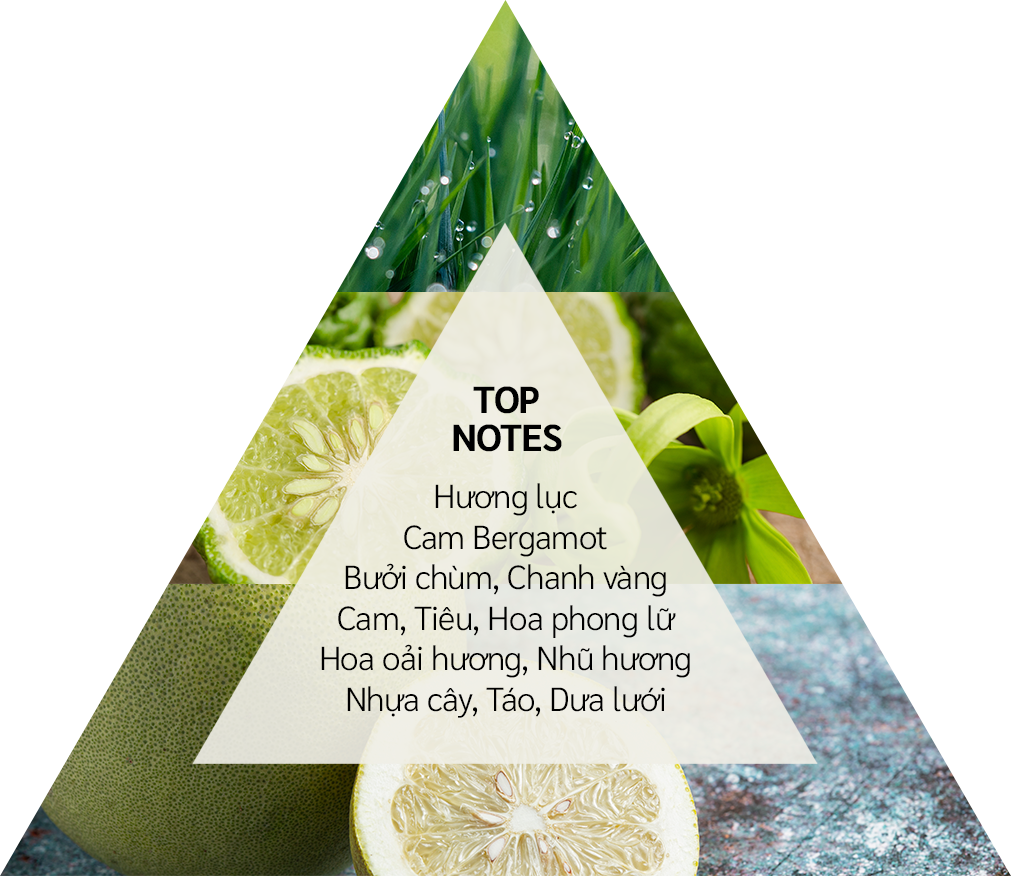 TOP
NOTES
Hương lục
Cam Bergamot
Bưởi chùm, Chanh vàng
Cam, Tiêu, Hoa phong lữ
Hoa oải hương, Nhũ hương
Nhựa cây, Táo, Dưa lưới